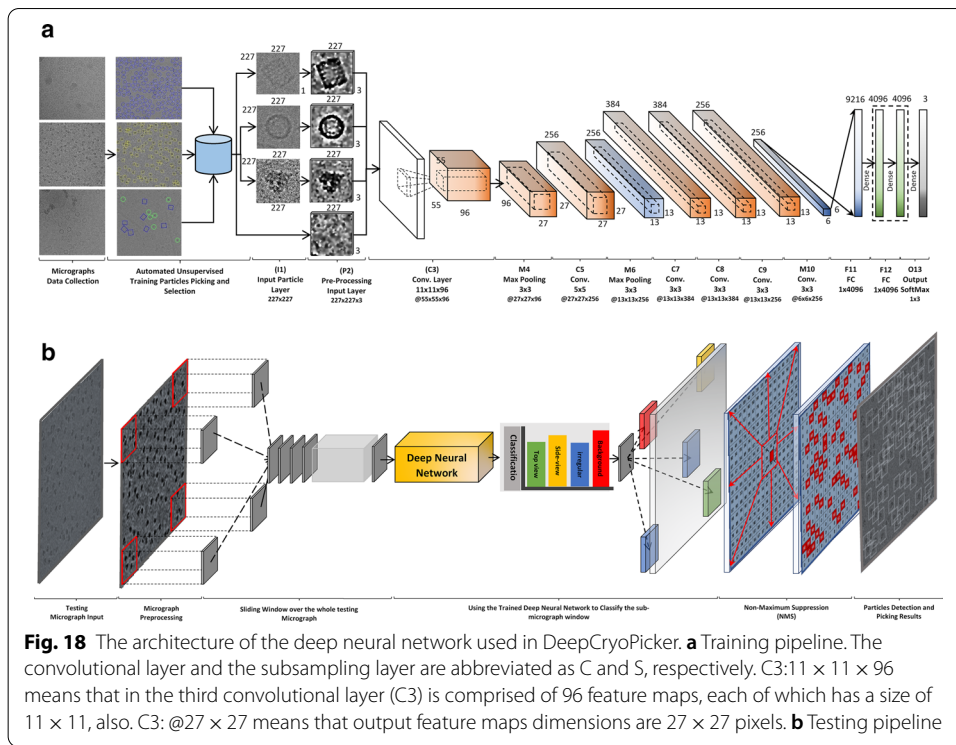 a
227
227
227
1
3
227
227
3
227
227
227
3
3
55
55
96
96
27
256
27
27
256
27
13
384
13
13
384
13
13
256
13
13
256
13
13
6
6
9216
4096
4096
3
Dense
Dense
Dense
Micrographs
Data Collection
Automated Unsupervised
Training Particles Picking and
Selection
(I1)
Input Particle
Layer
227x227
(P2)
Pre-Processing
Input Layer
227x227x3
(C3)
Conv. Layer
11x11x96
@55x55x96
M4
Max Pooling
3x3
@27x27x96
C5
Conv.
5x5
@27x27x256
M6
Max Pooling
3x3
@13x13x256
C7
Conv.
3x3
@13x13x384
C8
Conv.
3x3
@13x13x384
C9
Conv.
3x3
@13x13x256
M10
Conv.
3x3
@6x6x256
F11
FC
1x4096
F12
FC
1x4096
O13
Output
SoftMax
1x3
b
Deep Neural
Network
Classificatio
Top view
Side-view
Irregular
Background
Testing
Micrograph Input
Micrograph
Preprocessing
Sliding Window over the whole testing
Micrograph
Using the Trained Deep Neural Network to Classify the sub-
micrograph window
Non-Maximum Suppression
(NMS)
Particles Detection and
Picking Results
Fig. 18 The architecture of the deep neural network used in DeepCryoPicker. a Training pipeline. The
convolutional layer and the subsampling layer are abbreviated as C and S, respectively. C3:11 × 11 × 96
means that in the third convolutional layer (C3) is comprised of 96 feature maps, each of which has a size of
11 × 11, also. C3: @27 × 27 means that output feature maps dimensions are 27 × 27 pixels. b Testing pipeline